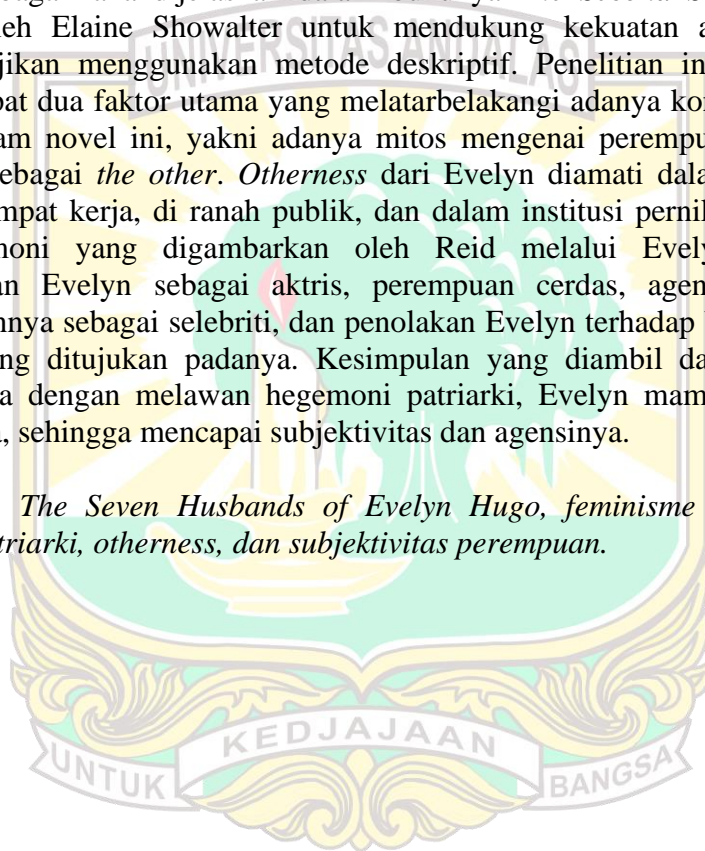 leh Elaine Showalter untuk mendukung kekuatan a
jikan menggunakan metode deskriptif. Penelitian in
pat dua faktor utama yang melatarbelakangi adanya kor
am novel ini, yakni adanya mitos mengenai perempu
sebagai the other. Otherness dari Evelyn diamati dala
mpat kerja, di ranah publik, dan dalam institusi pernil
moni yang digambarkan oleh Reid melalui Evely
an Evelyn sebagai aktris, perempuan cerdas, agen
nnya sebagai selebriti, dan penolakan Evelyn terhadap
ng ditujukan padanya. Kesimpulan yang diambil da
a dengan melawan hegemoni patriarki, Evelyn mam
, sehingga mencapai subjektivitas dan agensinya.
The Seven Husbands of Evelyn Hugo, feminisme
triarki, otherness, dan subjektivitas perempuan.
UNIVERSITAS ANDALAS
UNTUK KEDJAJAAN BANGSA